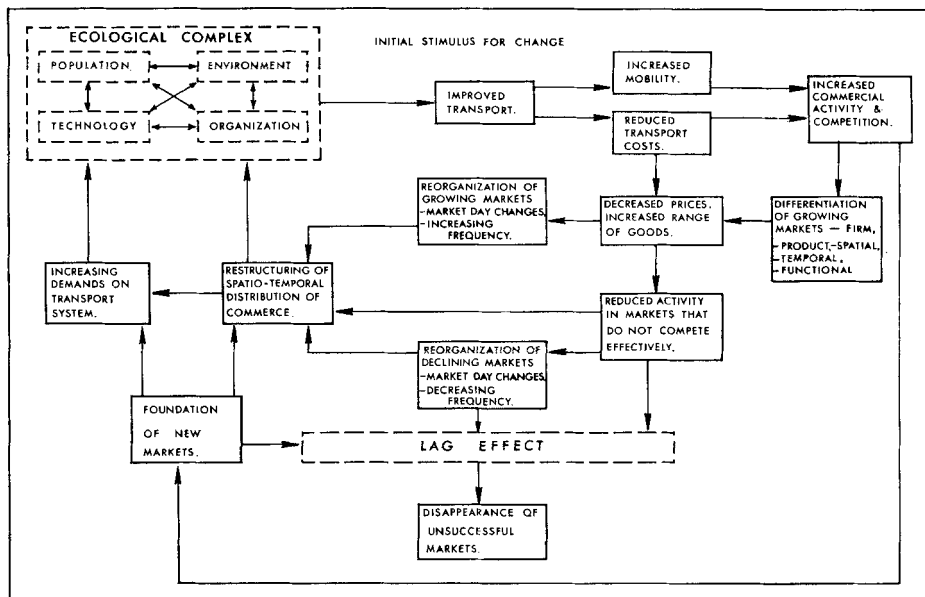 ECOLOGICAL COMPLEX
POPULATION.
ENVIRONMENT
TECHNOLOGY
ORGANIZATION
INITIAL STIMULUS FOR CHANGE
IMPROVED
TRANSPORT.
INCREASED
MOBILITY.
REDUCED
TRANSPORT
COSTS.
INCREASED
COMMERCIAL
ACTIVITY &
COMPETITION.
REORGANIZATION OF
GROWING MARKETS
-MARKET DAY CHANGES,
-INCREASING
FREQUENCY.
DECREASED PRICES.
INCREASED RANGE
OF GOODS.
DIFFERENTIATION
OF GROWING
MARKETS — FIRM,
-PRODUCT,-SPATIAL,
-TEMPORAL,
-FUNCTIONAL
INCREASING
DEMANDS ON
TRANSPORT
SYSTEM.
RESTRUCTURING OF
SPATIO-TEMPORAL
DISTRIBUTION OF
COMMERCE.
REDUCED ACTIVITY
IN MARKETS THAT
DO NOT COMPETE
EFFECTIVELY.
REORGANIZATION OF
DECLINING MARKETS
-MARKET DAY CHANGES,
-DECREASING
FREQUENCY.
FOUNDATION
OF NEW
MARKETS.
LAG EFFECT
DISAPPEARANCE OF
UNSUCCESSFUL
MARKETS.